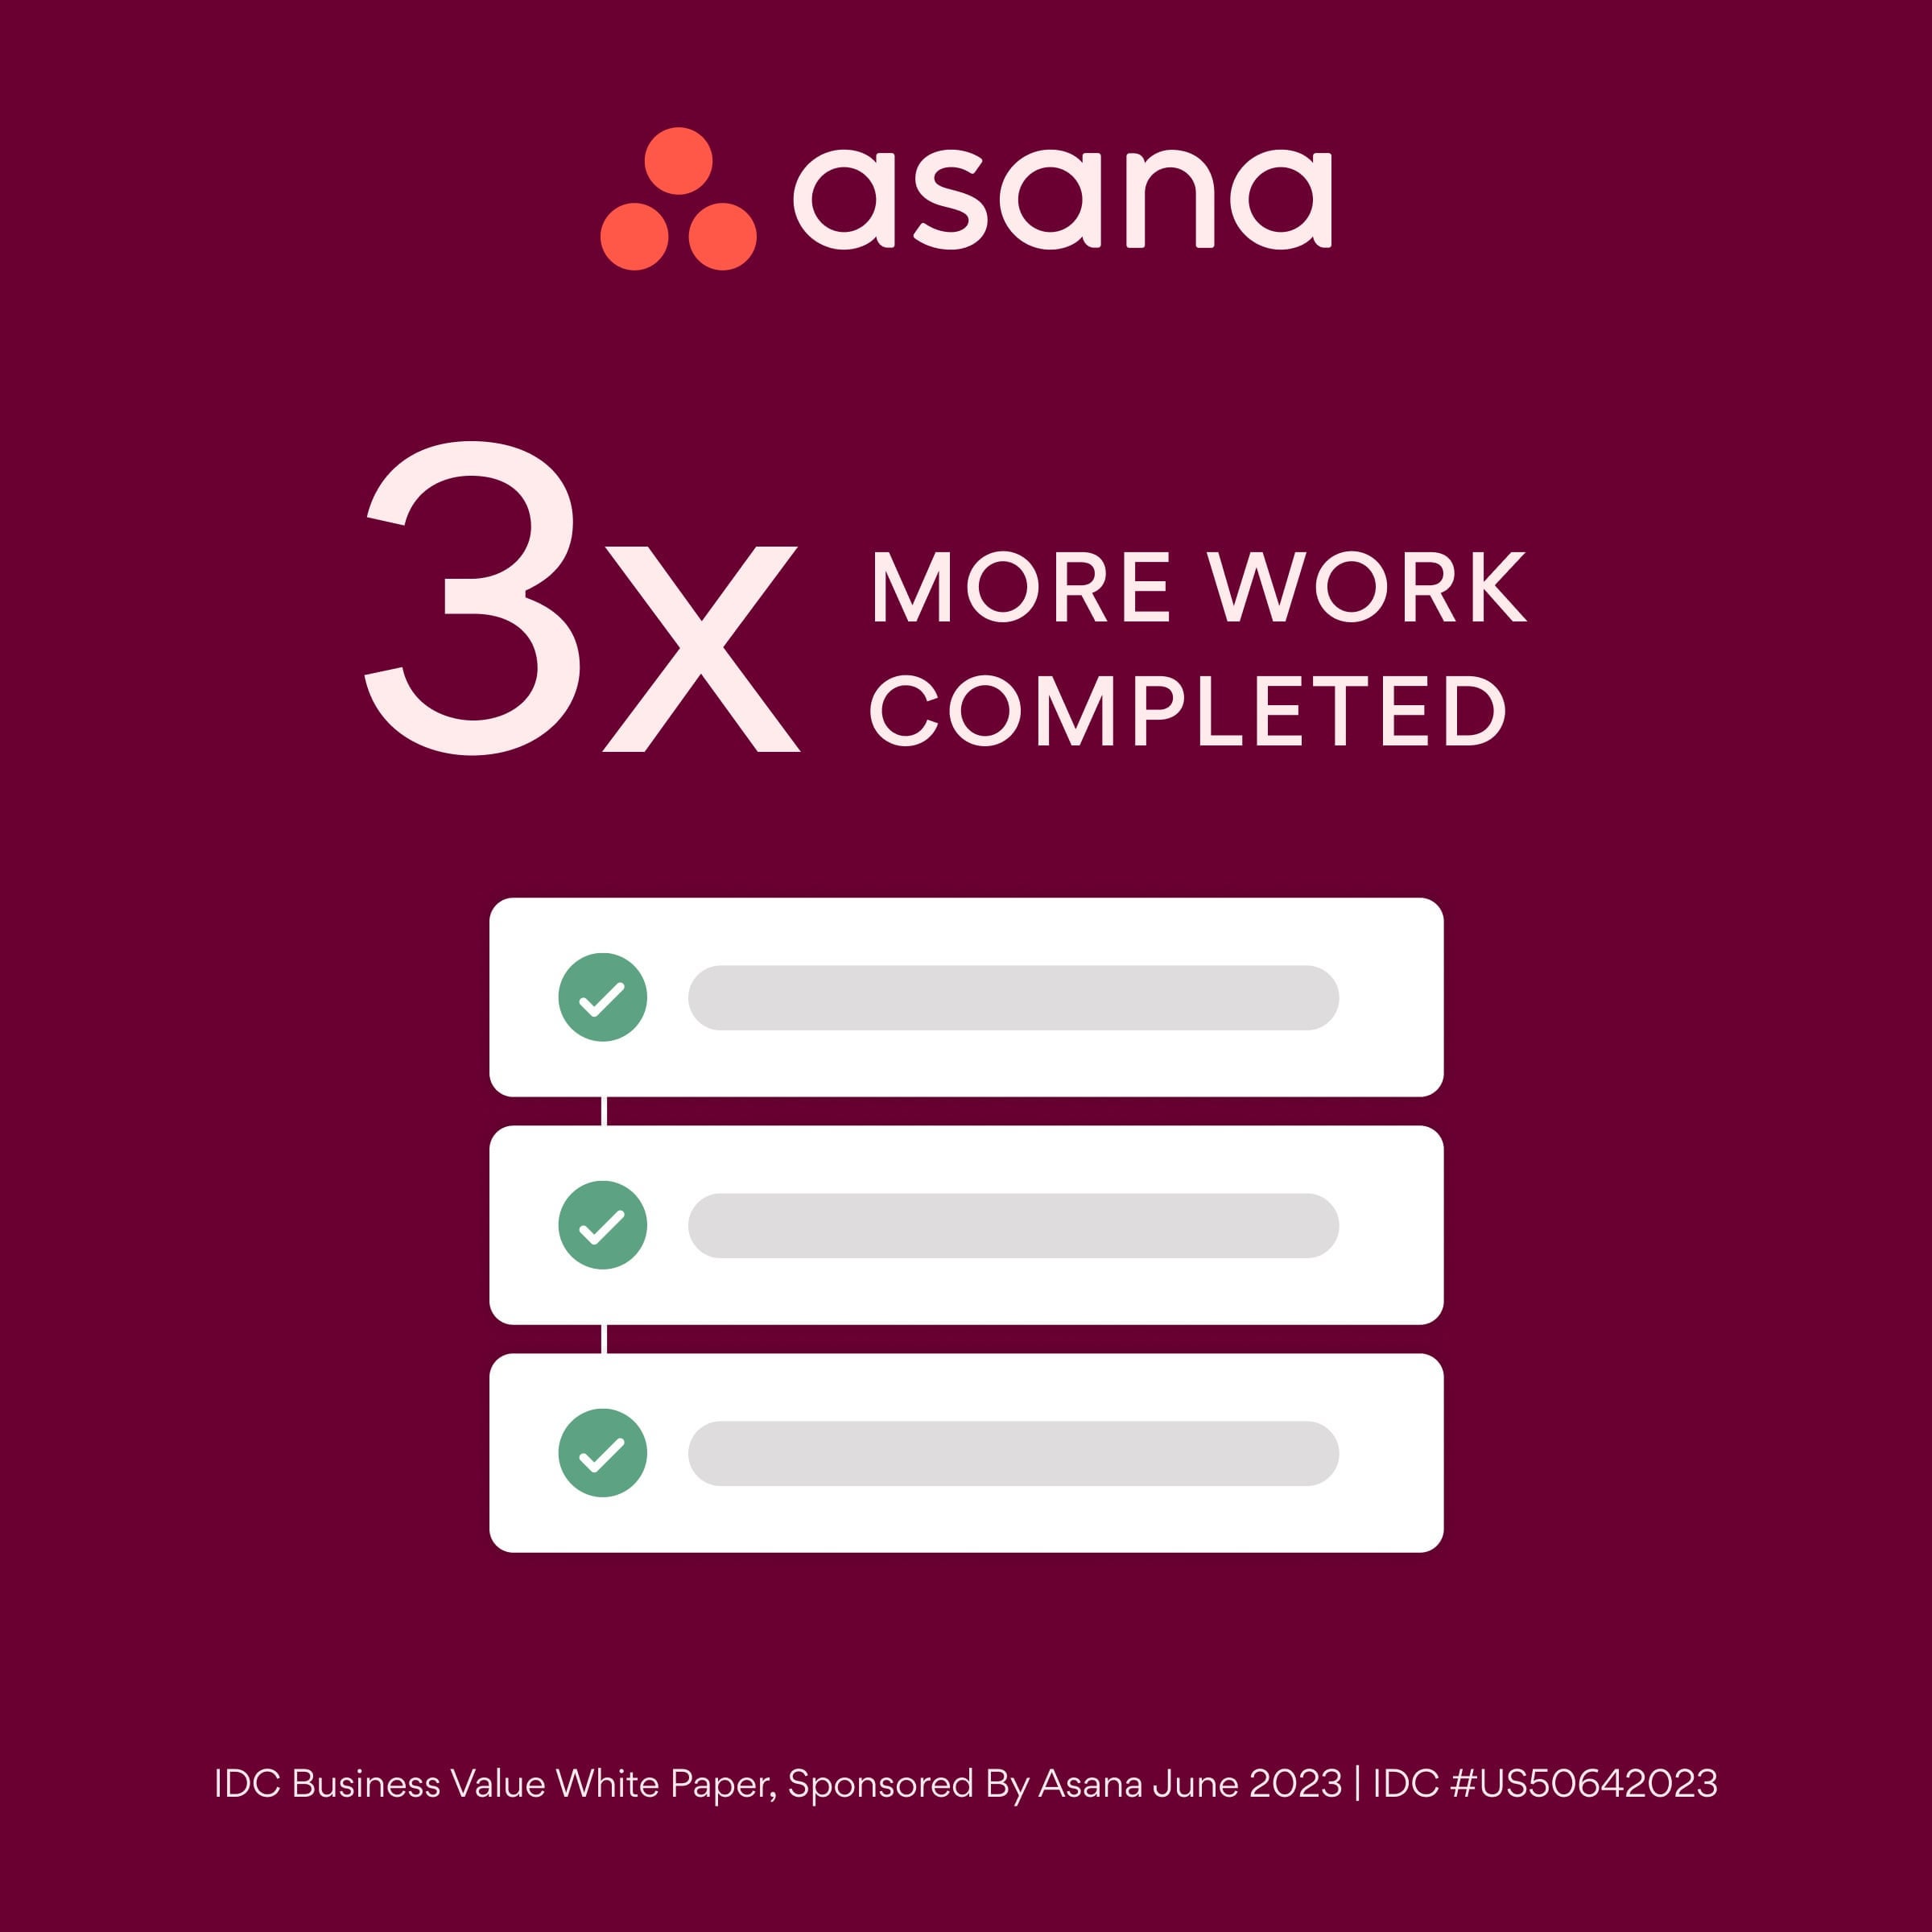 asana
3x
MORE WORK
COMPLETED
IDC Business Value White Paper, Sponsored By Asana June 2023 | IDC #US50642023